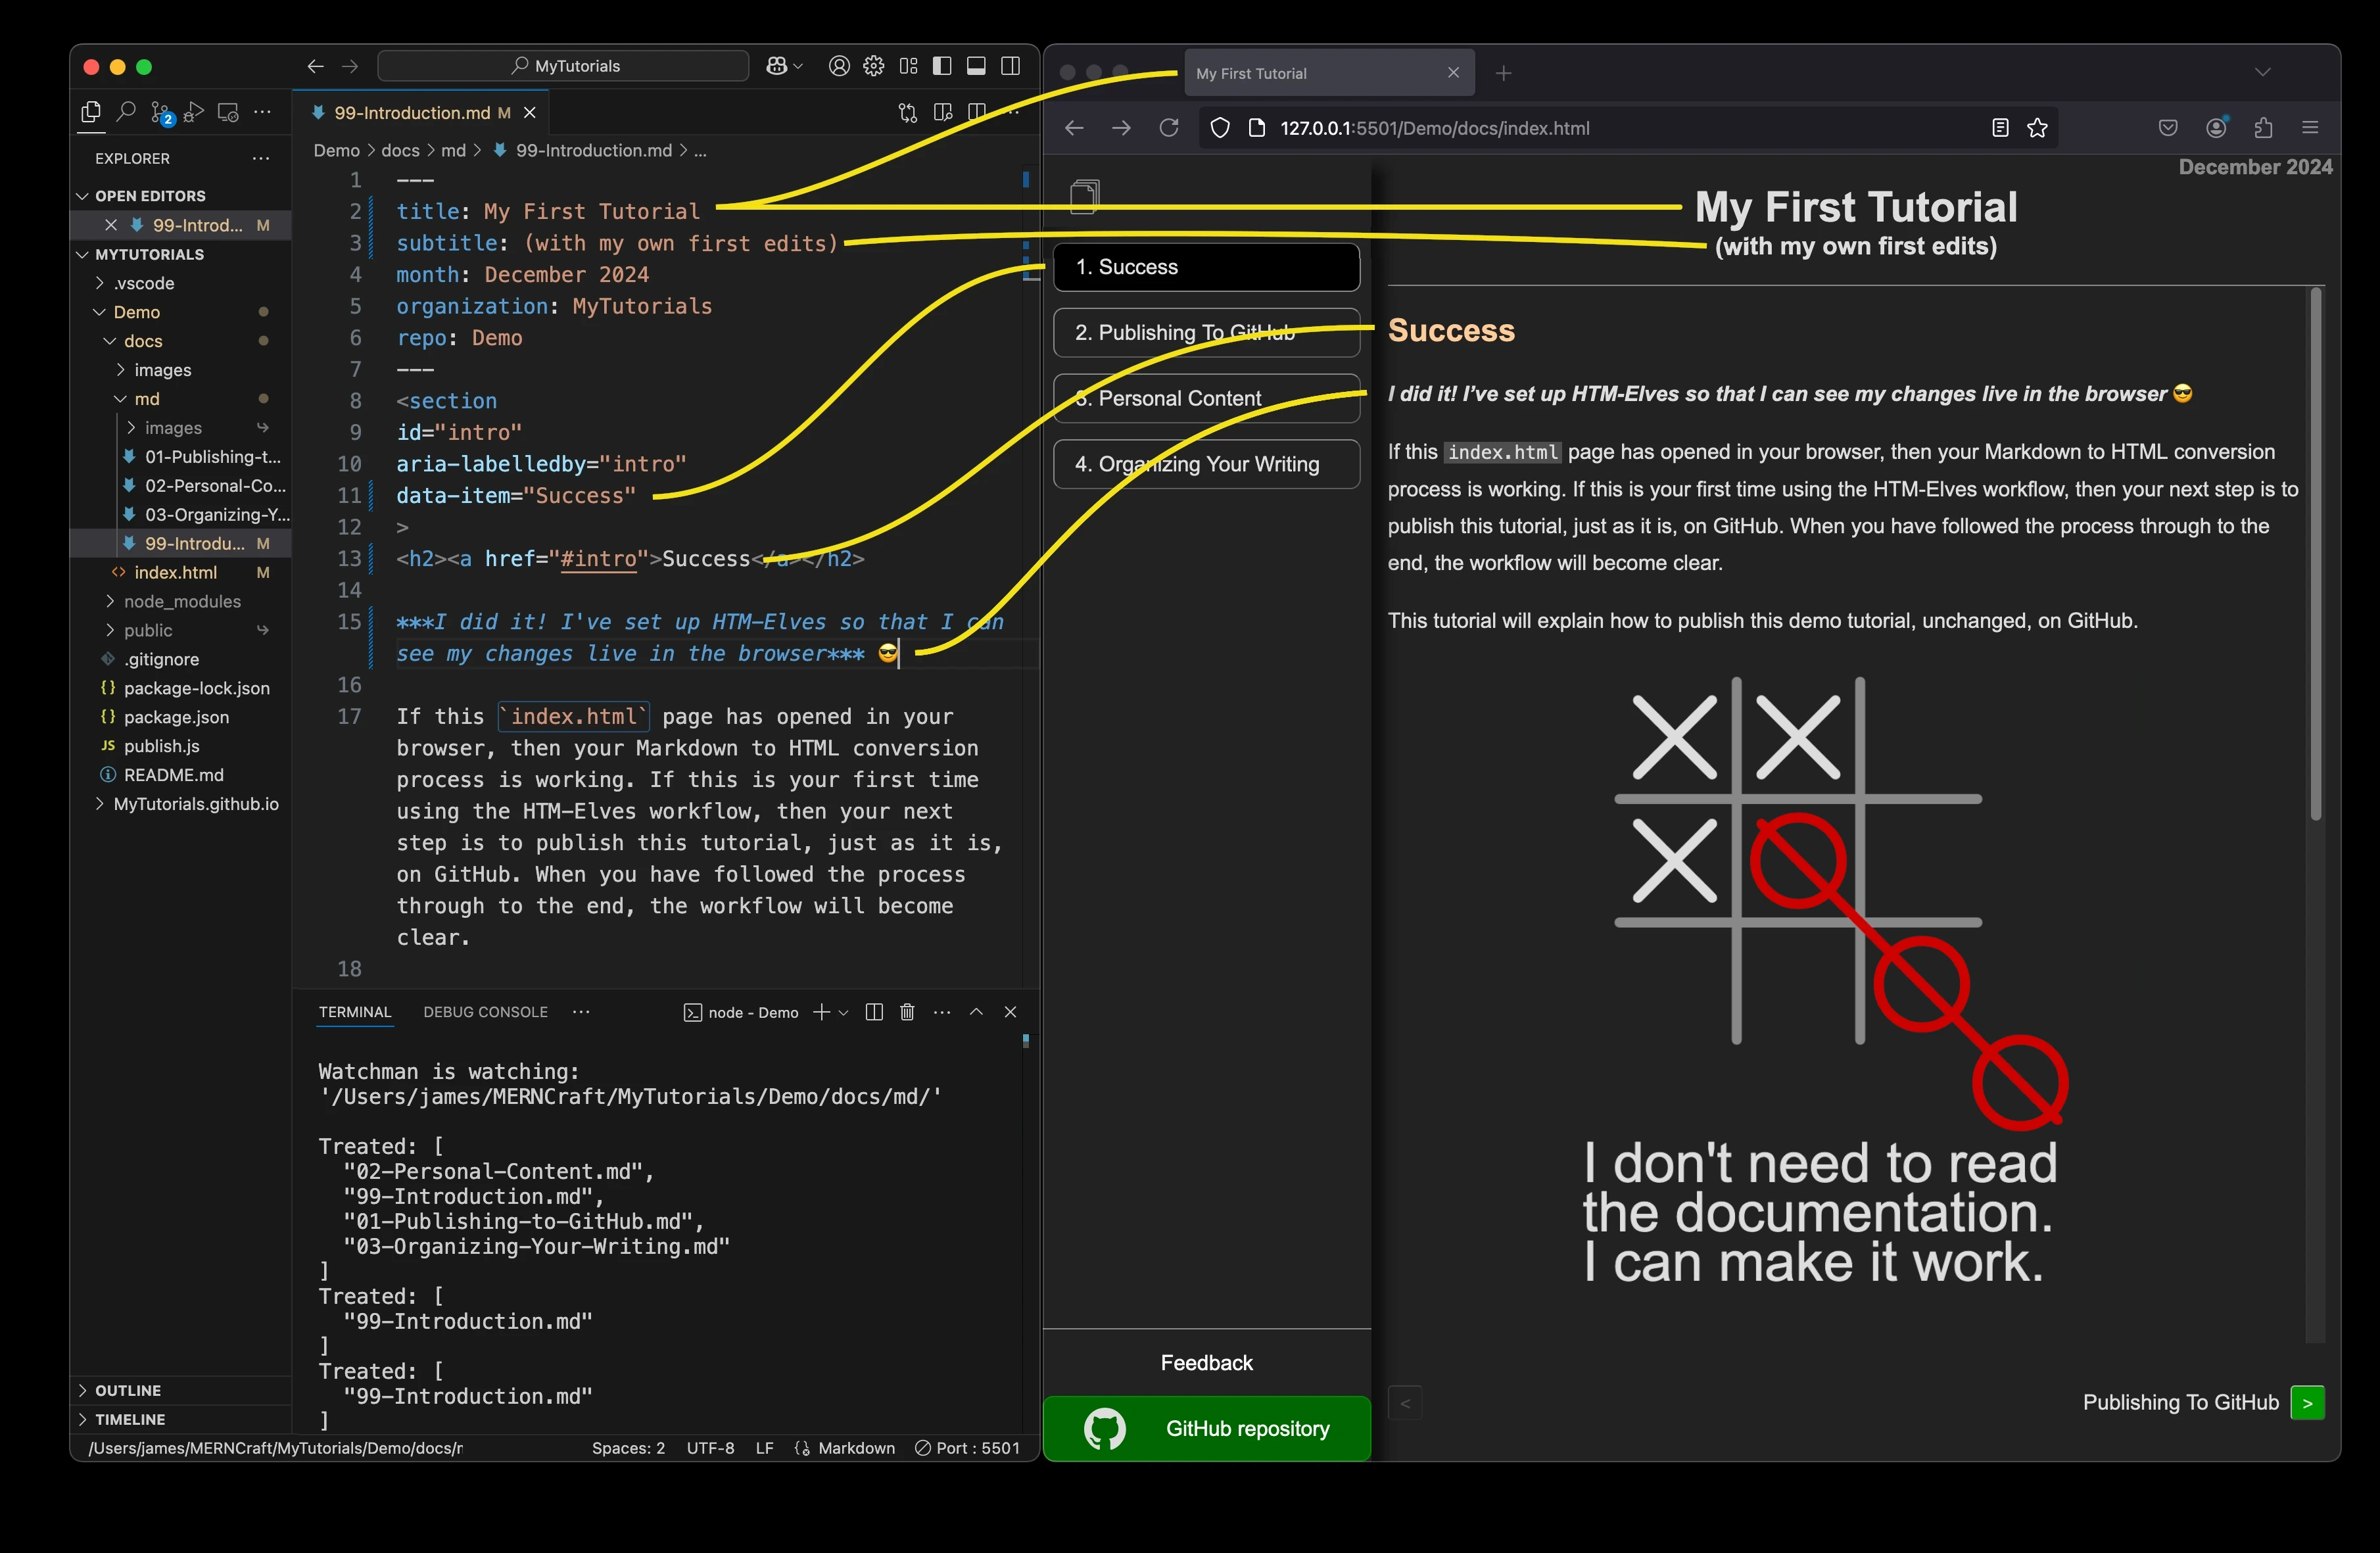 MyTutorials
99-Introduction.md M
2
EXPLORER
OPEN EDITORS
99-Introd... M
MYTUTORIALS
.vscode
Demo
docs
images
md
images
01-Publishing-t...
02-Personal-Co...
03-Organizing-Y...
99-Introdu... M
index.html M
node_modules
public
.gitignore
{} package-lock.json
{} package.json
JS publish.js
README.md
MyTutorials.github.io
OUTLINE
TIMELINE
Demo > docs > md > 99-Introduction.md > ...
1 ---
2 title: My First Tutorial
3 subtitle: (with my own first edits)
4 month: December 2024
5 organization: MyTutorials
6 repo: Demo
7 ---
8 <section
9 id="intro"
10 aria-labelledby="intro"
11 data-item="Success"
12 >
13 <h2><a href="#intro">Success</a></h2>
14
15 ***I did it! I've set up HTM-Elves so that I can
see my changes live in the browser*** 😎
16
17 If this `index.html` page has opened in your
browser, then your Markdown to HTML conversion
process is working. If this is your first time
using the HTM-Elves workflow, then your next
step is to publish this tutorial, just as it is,
on GitHub. When you have followed the process
through to the end, the workflow will become
clear.
18
TERMINAL DEBUG CONSOLE ... node - Demo
Watchman is watching:
'/Users/james/MERNCraft/MyTutorials/Demo/docs/md/'
Treated: [
"02-Personal-Content.md",
"99-Introduction.md",
"01-Publishing-to-GitHub.md",
"03-Organizing-Your-Writing.md"
]
Treated: [
"99-Introduction.md"
]
Treated: [
"99-Introduction.md"
]
/Users/james/MERNCraft/MyTutorials/Demo/docs/r Spaces: 2 UTF-8 LF Markdown Port : 5501
My First Tutorial
127.0.0.1:5501/Demo/docs/index.html
December 2024
My First Tutorial
(with my own first edits)
1. Success
2. Publishing To GitHub
3. Personal Content
4. Organizing Your Writing
Feedback
GitHub repository
Success
I did it! I’ve set up HTM-Elves so that I can see my changes live in the browser 😎
If this index.html page has opened in your browser, then your Markdown to HTML conversion
process is working. If this is your first time using the HTM-Elves workflow, then your next step is to
publish this tutorial, just as it is, on GitHub. When you have followed the process through to the
end, the workflow will become clear.
This tutorial will explain how to publish this demo tutorial, unchanged, on GitHub.
I don't need to read
the documentation.
I can make it work.
< Publishing To GitHub >